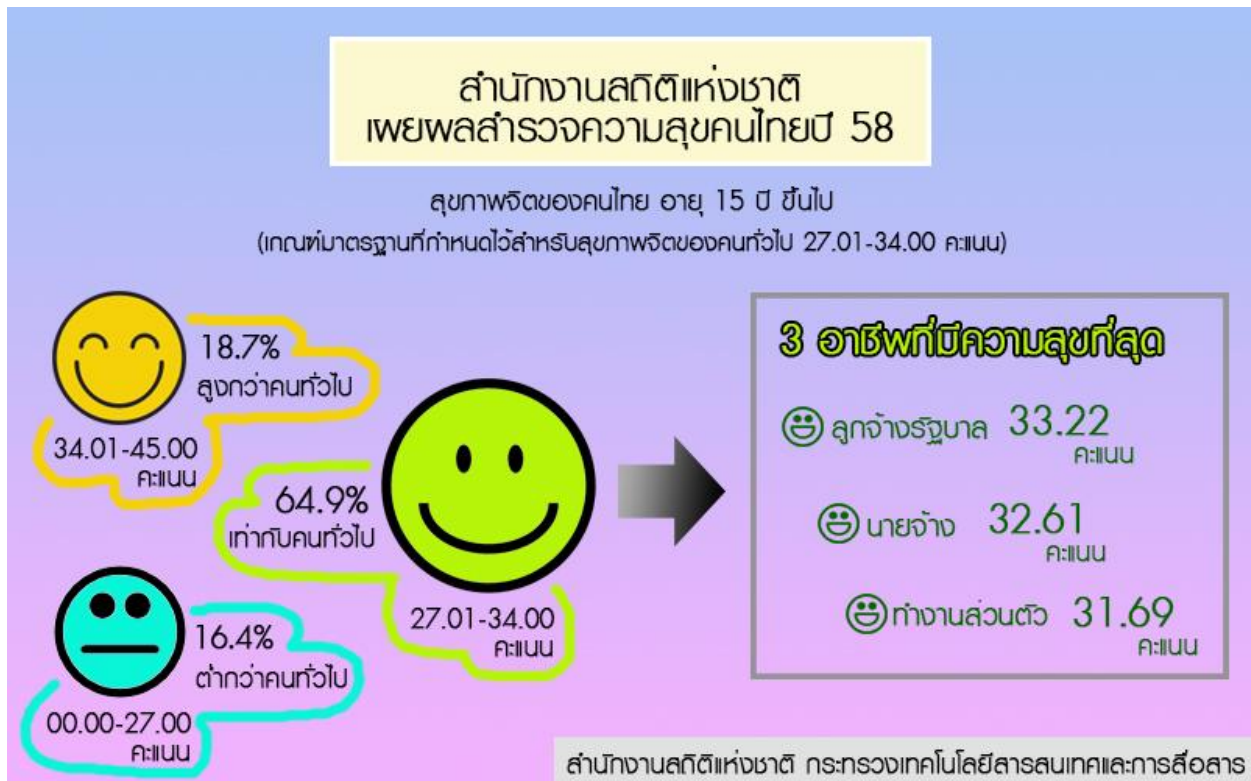 สำนักงานสถิติแห่งชาติ
เผยผลสำรวจความสุขคนไทยปี 58
สุขภาพจิตของคนไทย อายุ 15 ปี ขึ้นไป
(เกณฑ์มาตรฐานที่กำหนดไว้สำหรับสุขภาพจิตของคนทั่วไป 27.01-34.00 คะแนน)
18.7%
สูงกว่าคนทั่วไป
34.01-45.00
คะแนน
64.9%
เท่ากับคนทั่วไป
27.01-34.00
คะแนน
16.4%
ต่ำกว่าคนทั่วไป
00.00-27.00
คะแนน
3 อาชีพที่มีความสุขที่สุด
ลูกจ้างรัฐบาล 33.22
คะแนน
นายจ้าง 32.61
คะแนน
ทำงานส่วนตัว 31.69
คะแนน
สำนักงานสถิติแห่งชาติ กระทรวงเทคโนโลยีสารสนเทศและการสื่อสาร